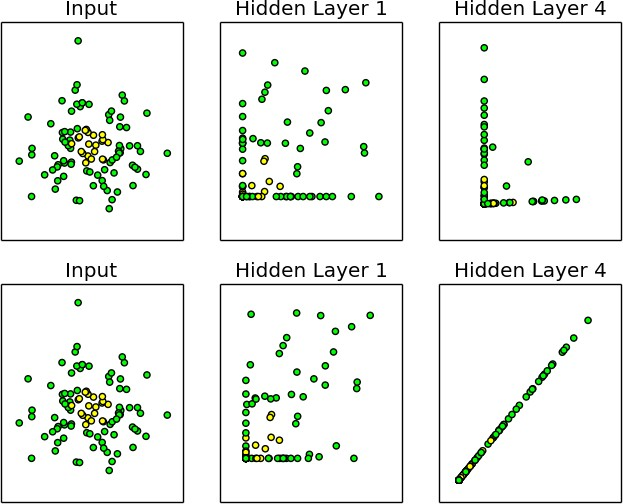 Input
Hidden Layer 1
Hidden Layer 4
Input
Hidden Layer 1
Hidden Layer 4